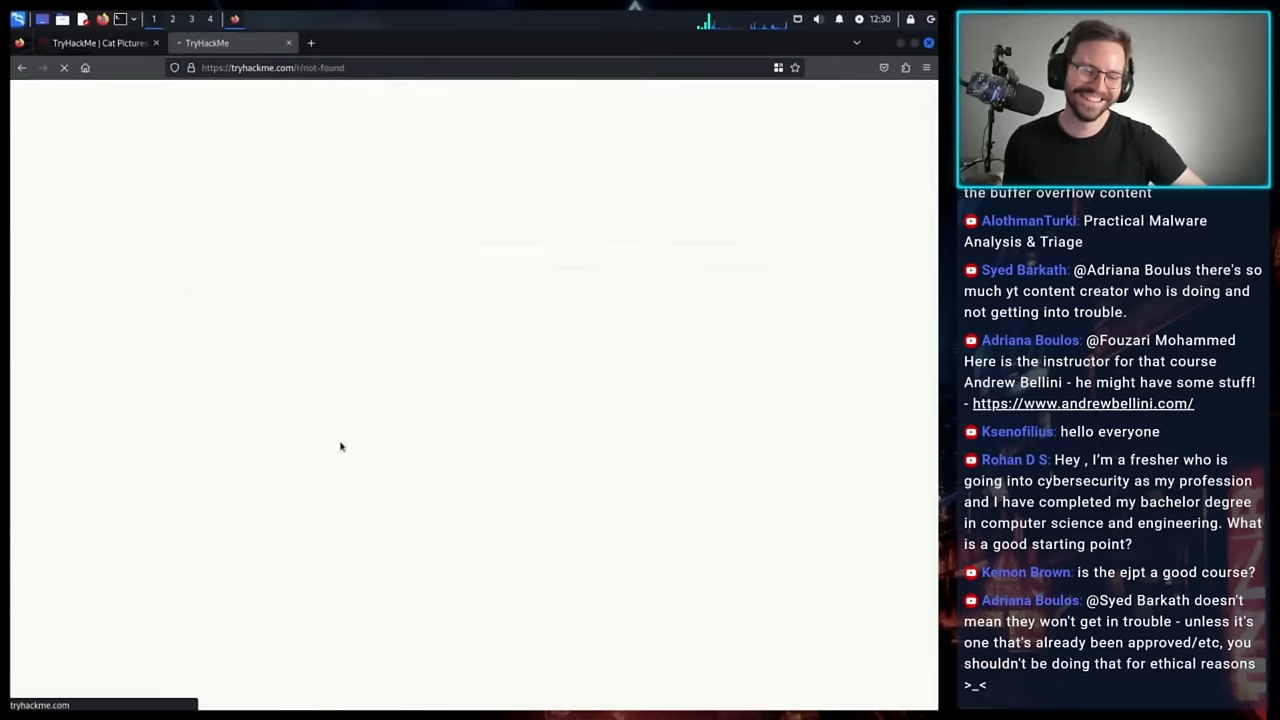 1 2 3 4
12:30
TryHackMe | Cat Pictures
TryHackMe
https://tryhackme.com/r/not-found
the buffer overflow content
AlothmanTurki: Practical Malware
Analysis & Triage
Syed Barkath: @Adriana Boulus there's so
much yt content creator who is doing and
not getting into trouble.
Adriana Boulos: @Fouzari Mohammed
Here is the instructor for that course
Andrew Bellini - he might have some stuff!
- https://www.andrewbellini.com/
Ksenofilius: hello everyone
Rohan D S: Hey , I'm a fresher who is
going into cybersecurity as my profession
and I have completed my bachelor degree
in computer science and engineering. What
is a good starting point?
Kemon Brown: is the ejpt a good course?
Adriana Boulos: @Syed Barkath doesn't
mean they won't get in trouble - unless it's
one that's already been approved/etc, you
shouldn't be doing that for ethical reasons
>_<
tryhackme.com